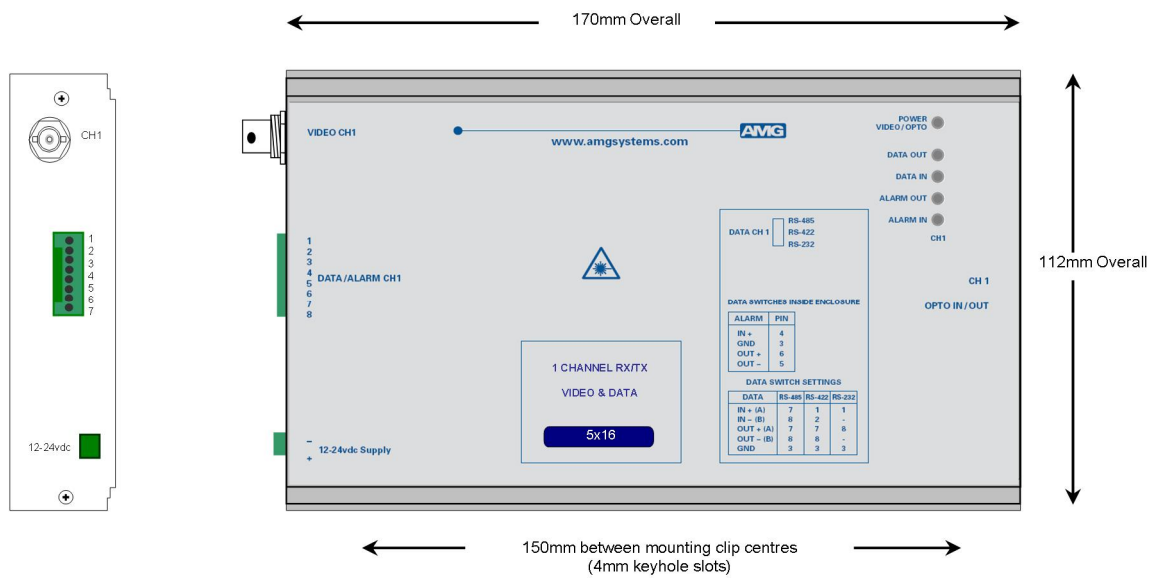 170mm Overall
CH1
1
2
3
4
5
6
7
12-24vdc
VIDEO CH1
AMG
www.amgsystems.com
POWER
VIDEO/OPTO
DATA OUT
DATA IN
ALARM OUT
ALARM IN
CH1
1
2
3
4
5
6
7
8
DATA/ALARM CH1
DATA CH 1
RS-485
RS-422
RS-232
CH 1
OPTO IN/OUT
112mm Overall
DATA SWITCHES INSIDE ENCLOSURE
ALARM PIN
IN + 4
GND 3
OUT + 6
OUT – 5
DATA SWITCH SETTINGS
DATA RS-485 RS-422 RS-232
IN + (A) 7 1 1
IN – (B) 8 2 -
OUT + (A) 7 7 8
OUT – (B) 8 8 -
GND 3 3 3
1 CHANNEL RX/TX
VIDEO & DATA
5x16
–
+
12-24vdc Supply
150mm between mounting clip centres
(4mm keyhole slots)